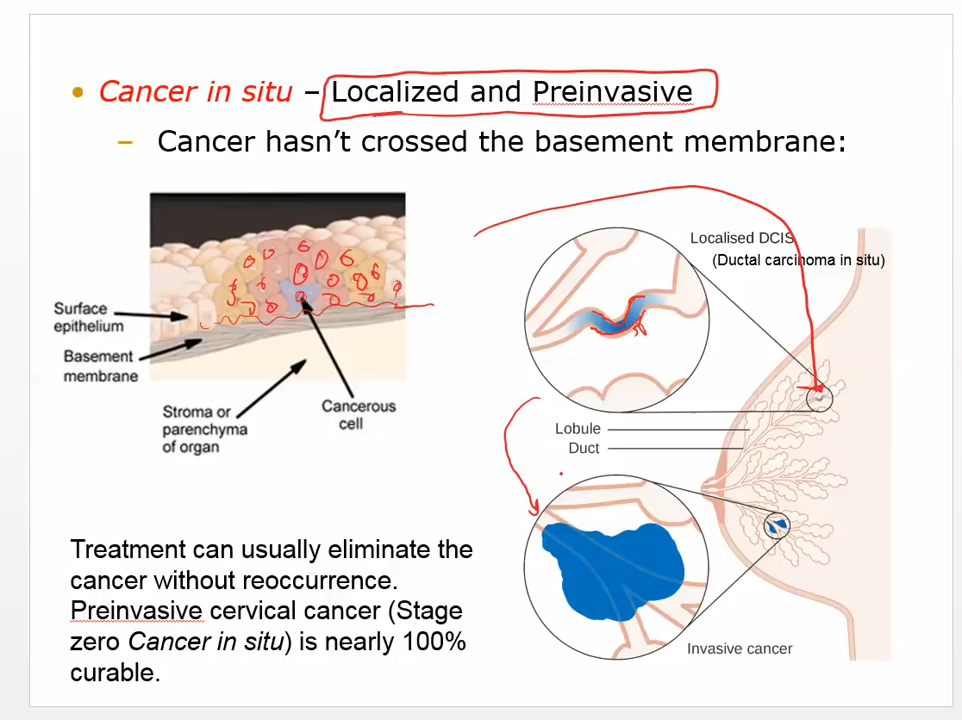 • Cancer in situ – Localized and Preinvasive
– Cancer hasn't crossed the basement membrane:
Surface
epithelium
Basement
membrane
Stroma or
parenchyma
of organ
Cancerous
cell
Localised DCIS
(Ductal carcinoma in situ)
Lobule
Duct
Invasive cancer
Treatment can usually eliminate the
cancer without reoccurrence.
Preinvasive cervical cancer (Stage
zero Cancer in situ) is nearly 100%
curable.